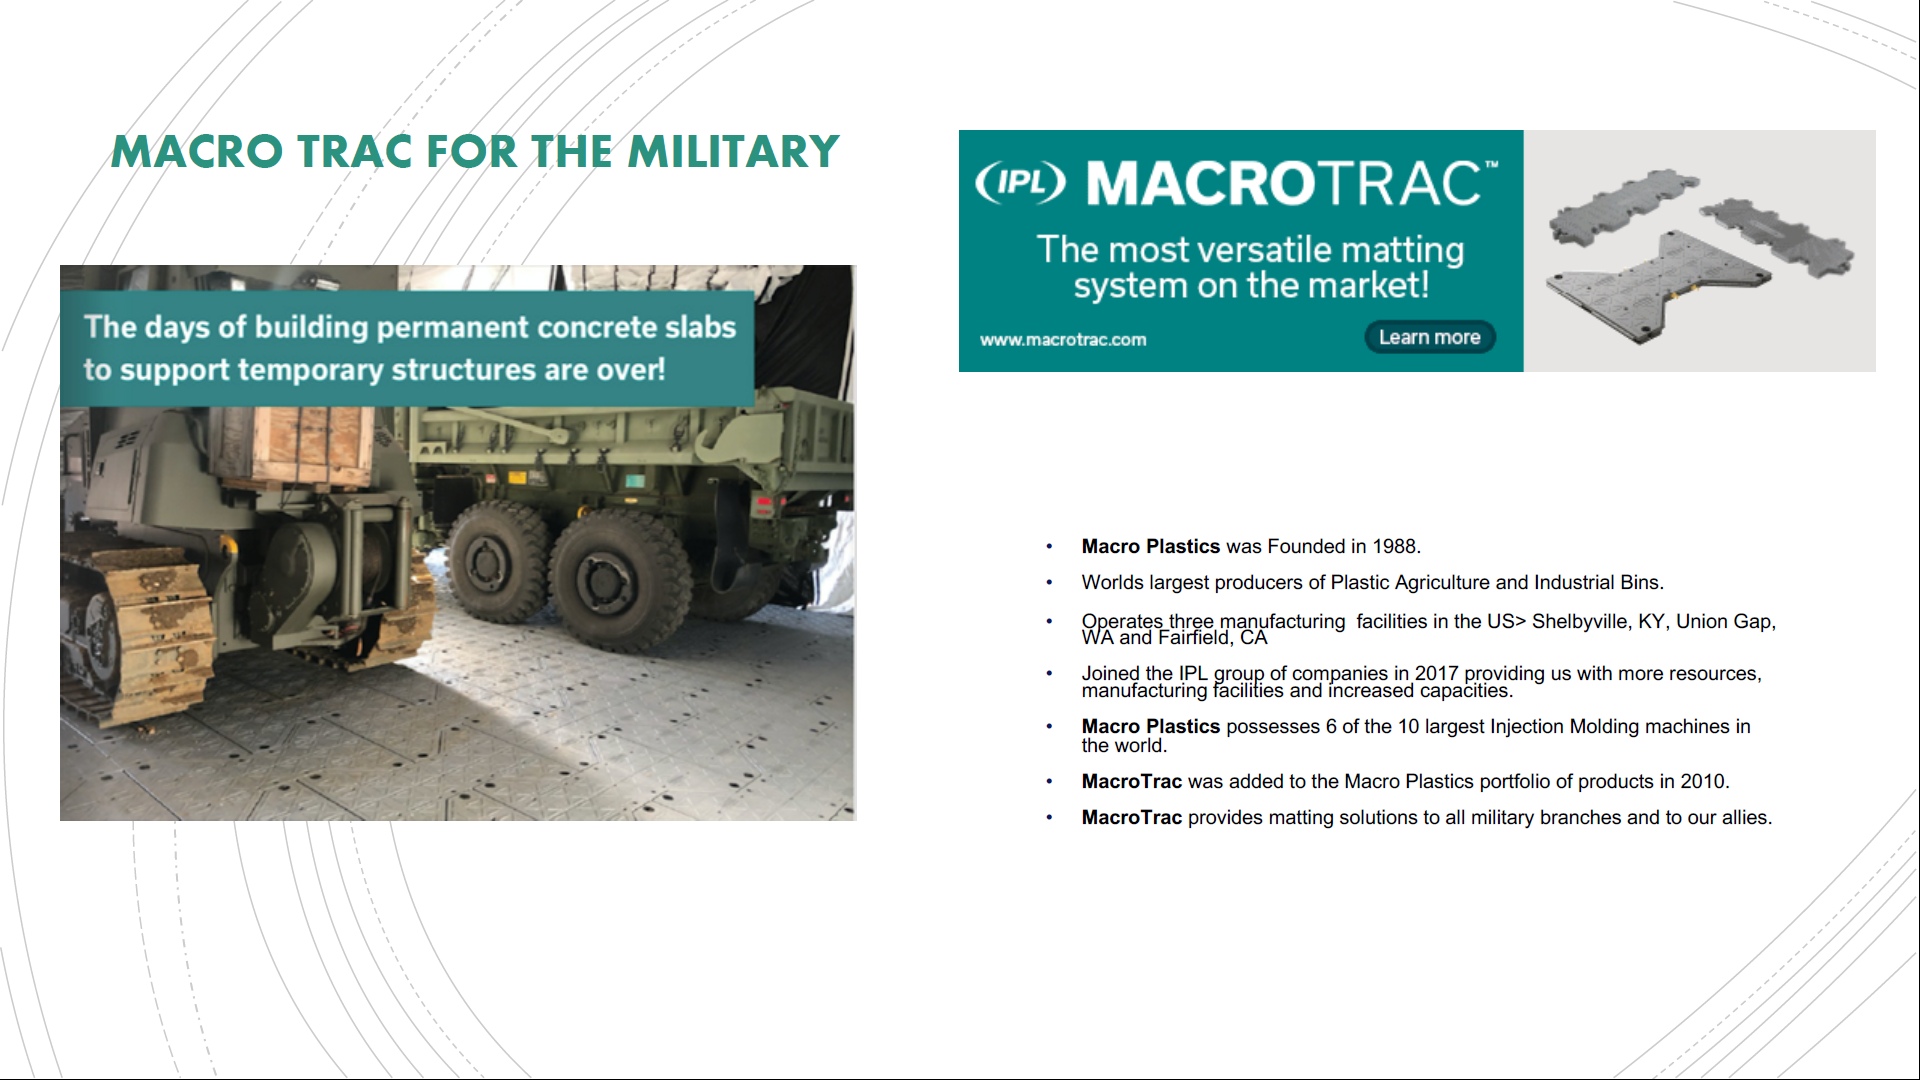 MACRO TRAC FOR THE MILITARY
The days of building permanent concrete slabs
to support temporary structures are over!
(IPL) MACROTRAC™
The most versatile matting
system on the market!
www.macrotrac.com
Learn more
• Macro Plastics was Founded in 1988.
• Worlds largest producers of Plastic Agriculture and Industrial Bins.
• Operates three manufacturing  facilities in the US> Shelbyville, KY, Union Gap,
WA and Fairfield, CA
• Joined the IPL group of companies in 2017 providing us with more resources,
manufacturing facilities and increased capacities.
• Macro Plastics possesses 6 of the 10 largest Injection Molding machines in
the world.
• MacroTrac was added to the Macro Plastics portfolio of products in 2010.
• MacroTrac provides matting solutions to all military branches and to our allies.